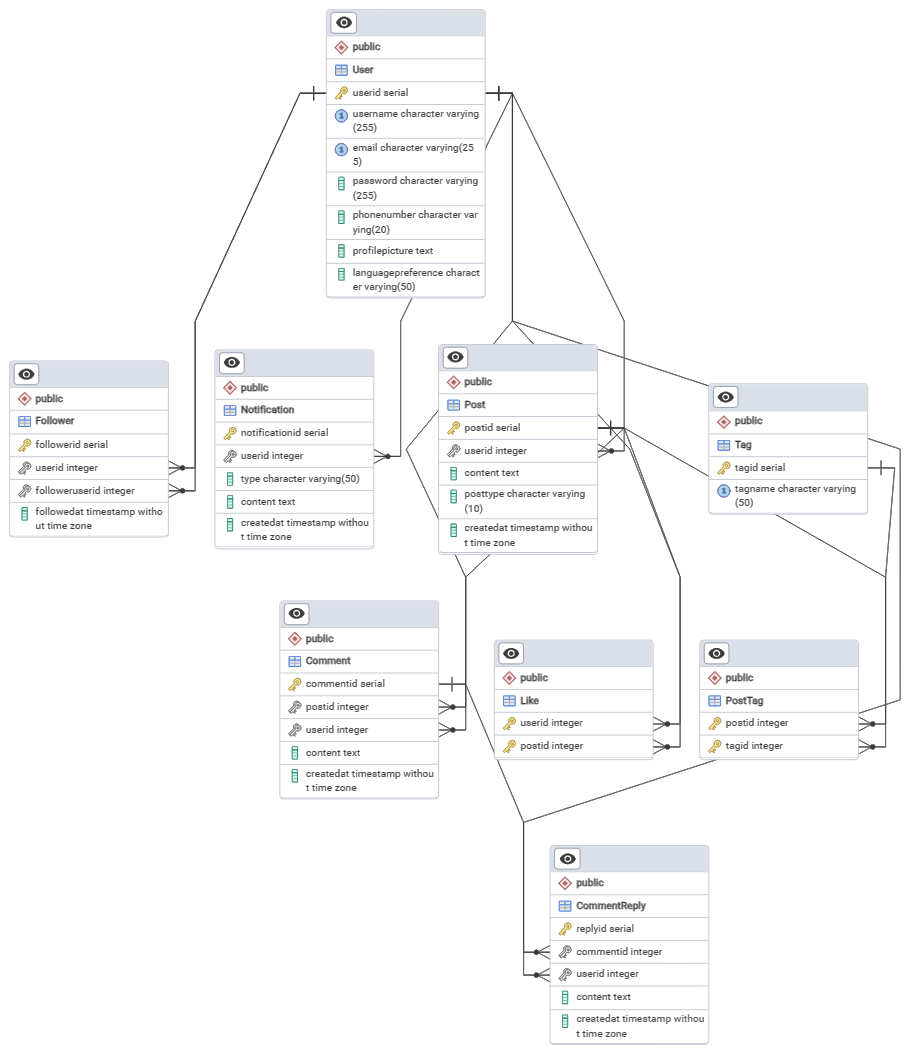 public
User
userid serial
username character varying
(255)
email character varying(25
5)
password character varying
(255)
phonenumber character var
ying(20)
profilepicture text
languagepreference charact
er varying(50)
public
Follower
followerid serial
userid integer
followeruserid integer
followedat timestamp witho
ut time zone
public
Notification
notificationid serial
userid integer
type character varying(50)
content text
createdat timestamp withou
t time zone
public
Post
postid serial
userid integer
content text
posttype character varying
(10)
createdat timestamp withou
t time zone
public
Tag
tagid serial
tagname character varying
(50)
public
Comment
commentid serial
postid integer
userid integer
content text
createdat timestamp withou
t time zone
public
Like
userid integer
postid integer
public
PostTag
postid integer
tagid integer
public
CommentReply
replyid serial
commentid integer
userid integer
content text
createdat timestamp withou
t time zone